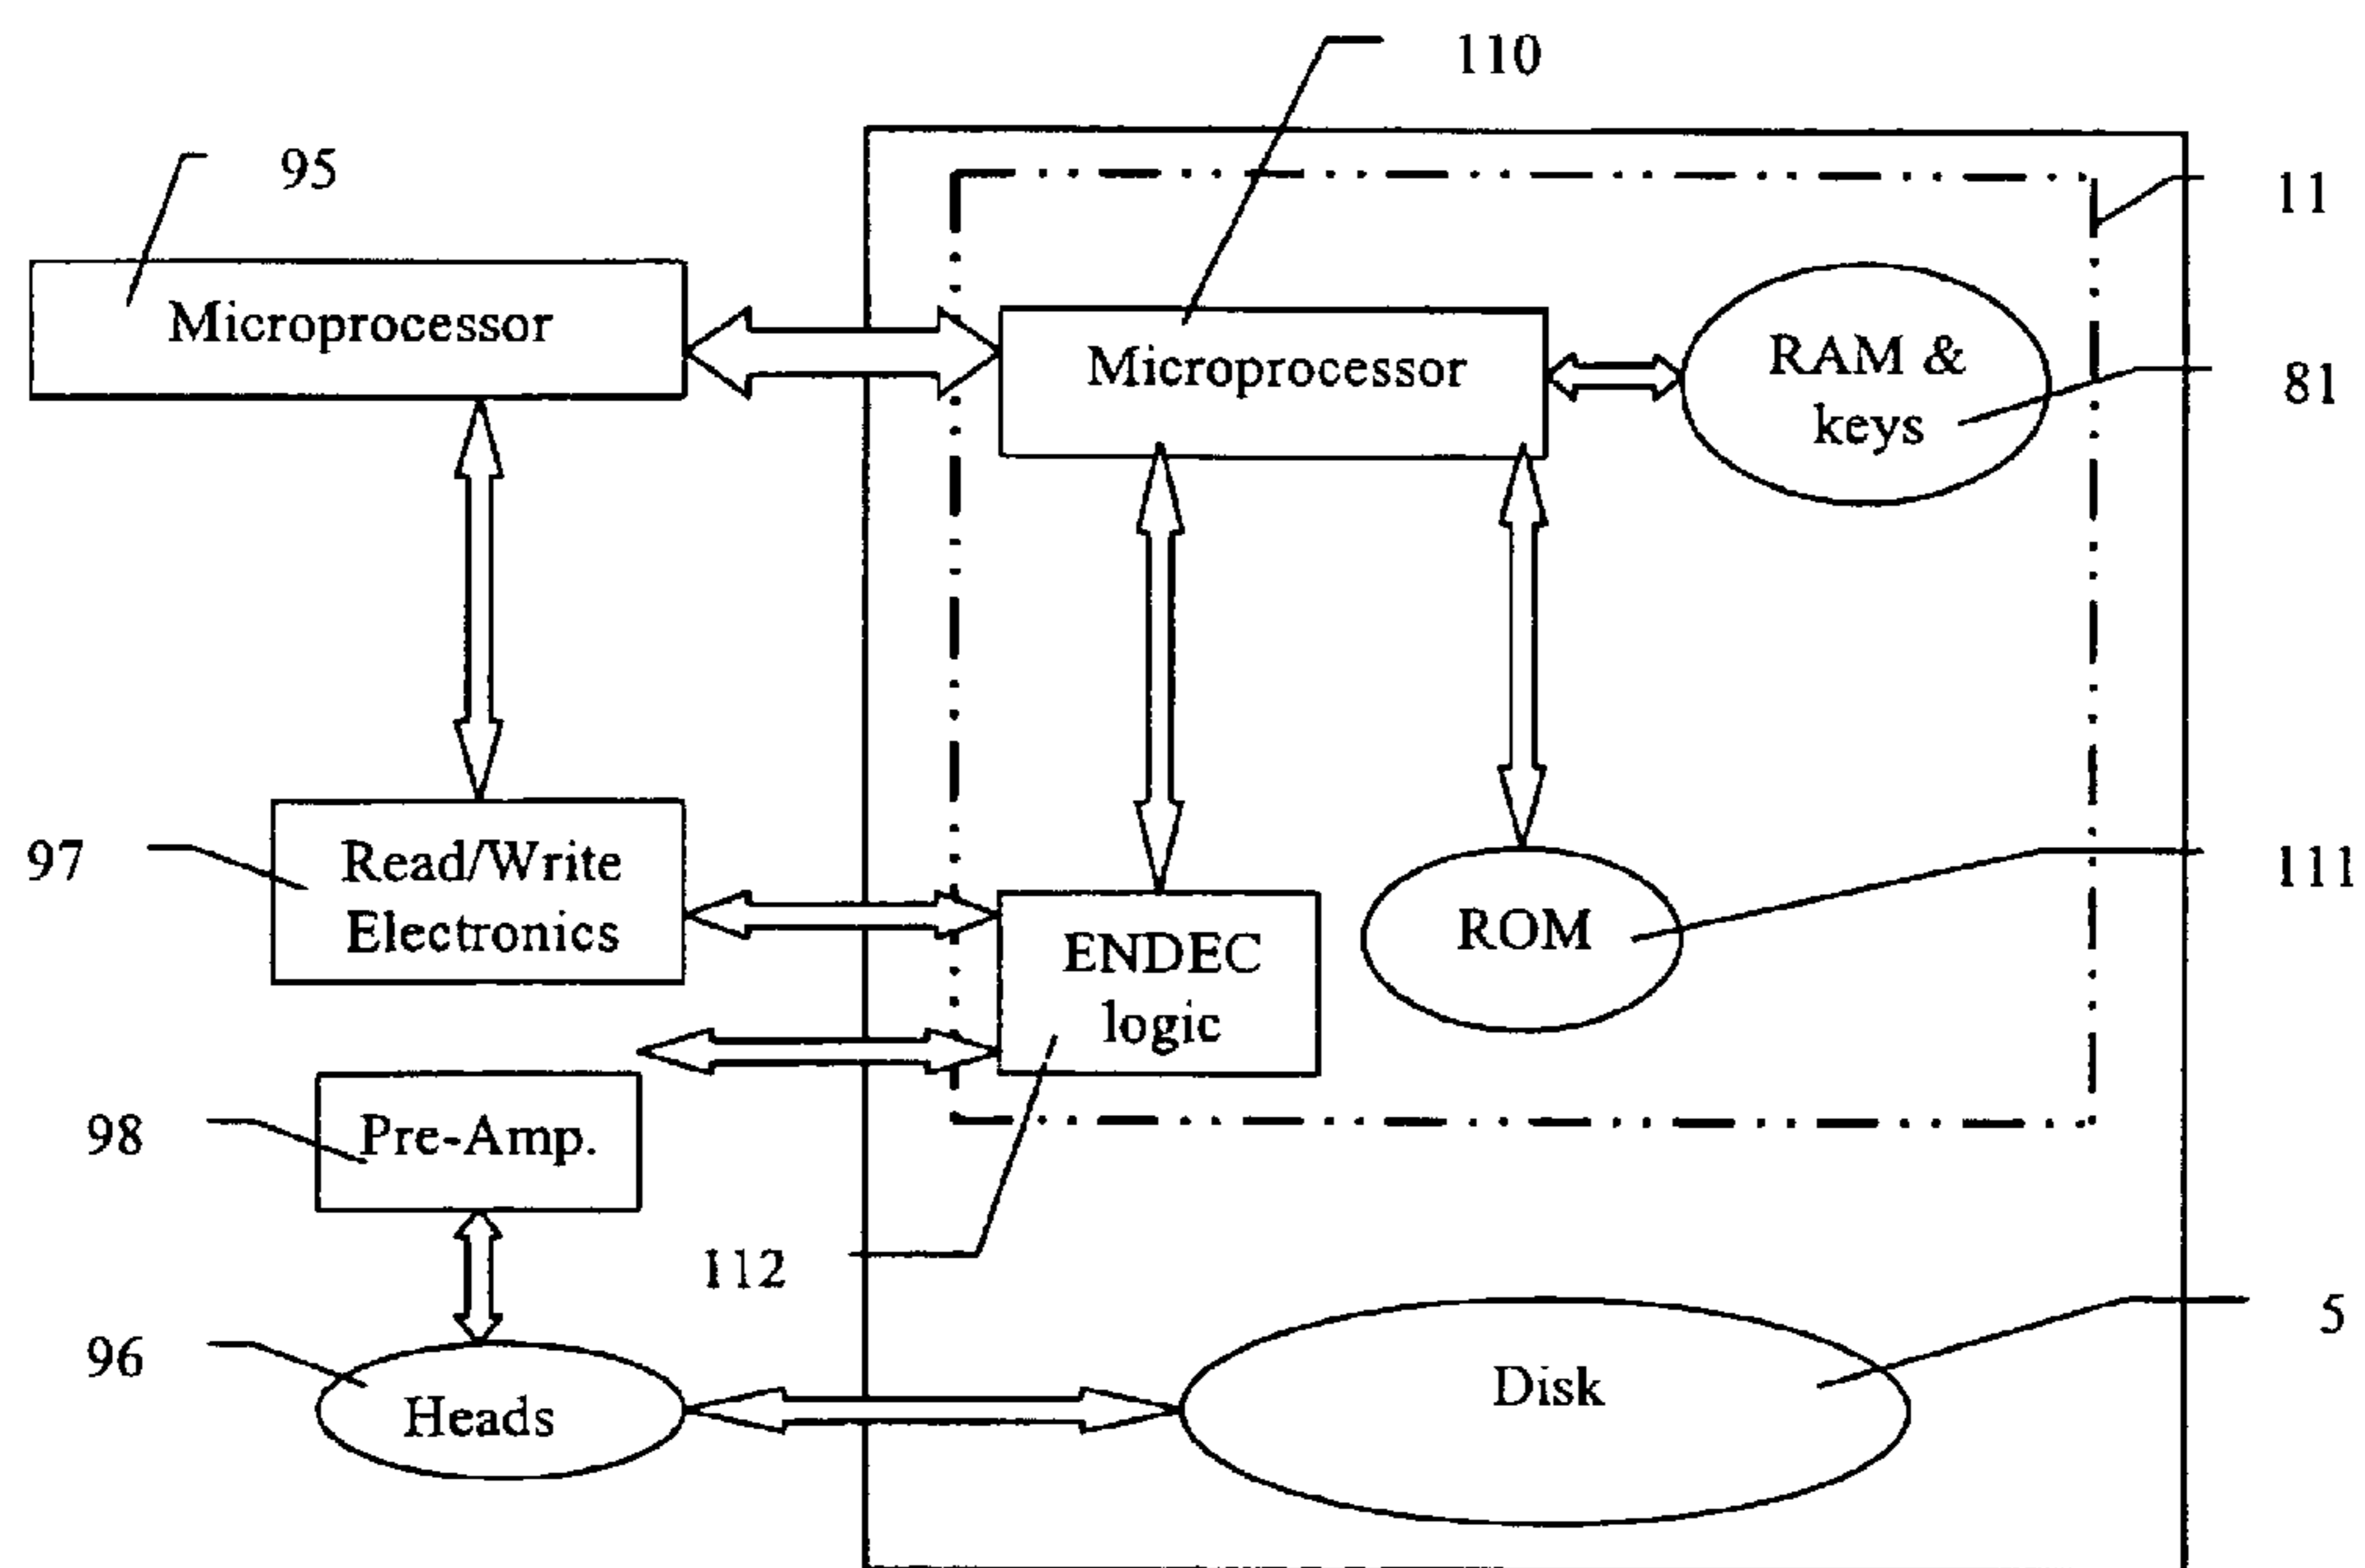 110
95
11
Microprocessor
Microprocessor
RAM &
keys
81
97
Read/Write
Electronics
ENDEC
logic
ROM
111
98
Pre-Amp.
112
96
Heads
Disk
5